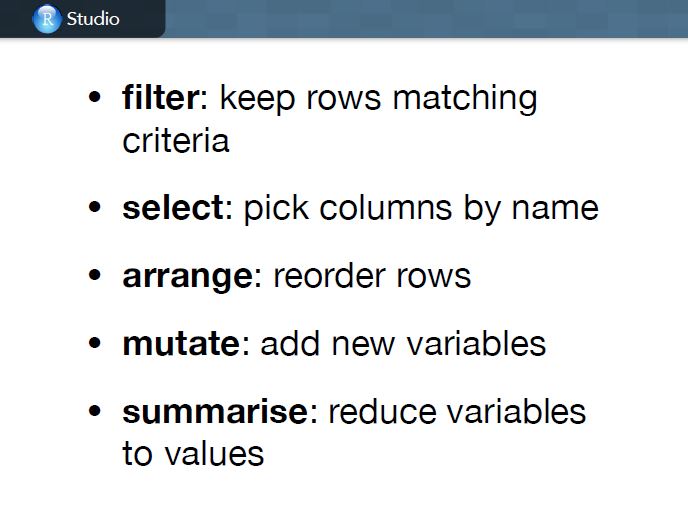 R Studio
• filter: keep rows matching
criteria
• select: pick columns by name
• arrange: reorder rows
• mutate: add new variables
• summarise: reduce variables
to values